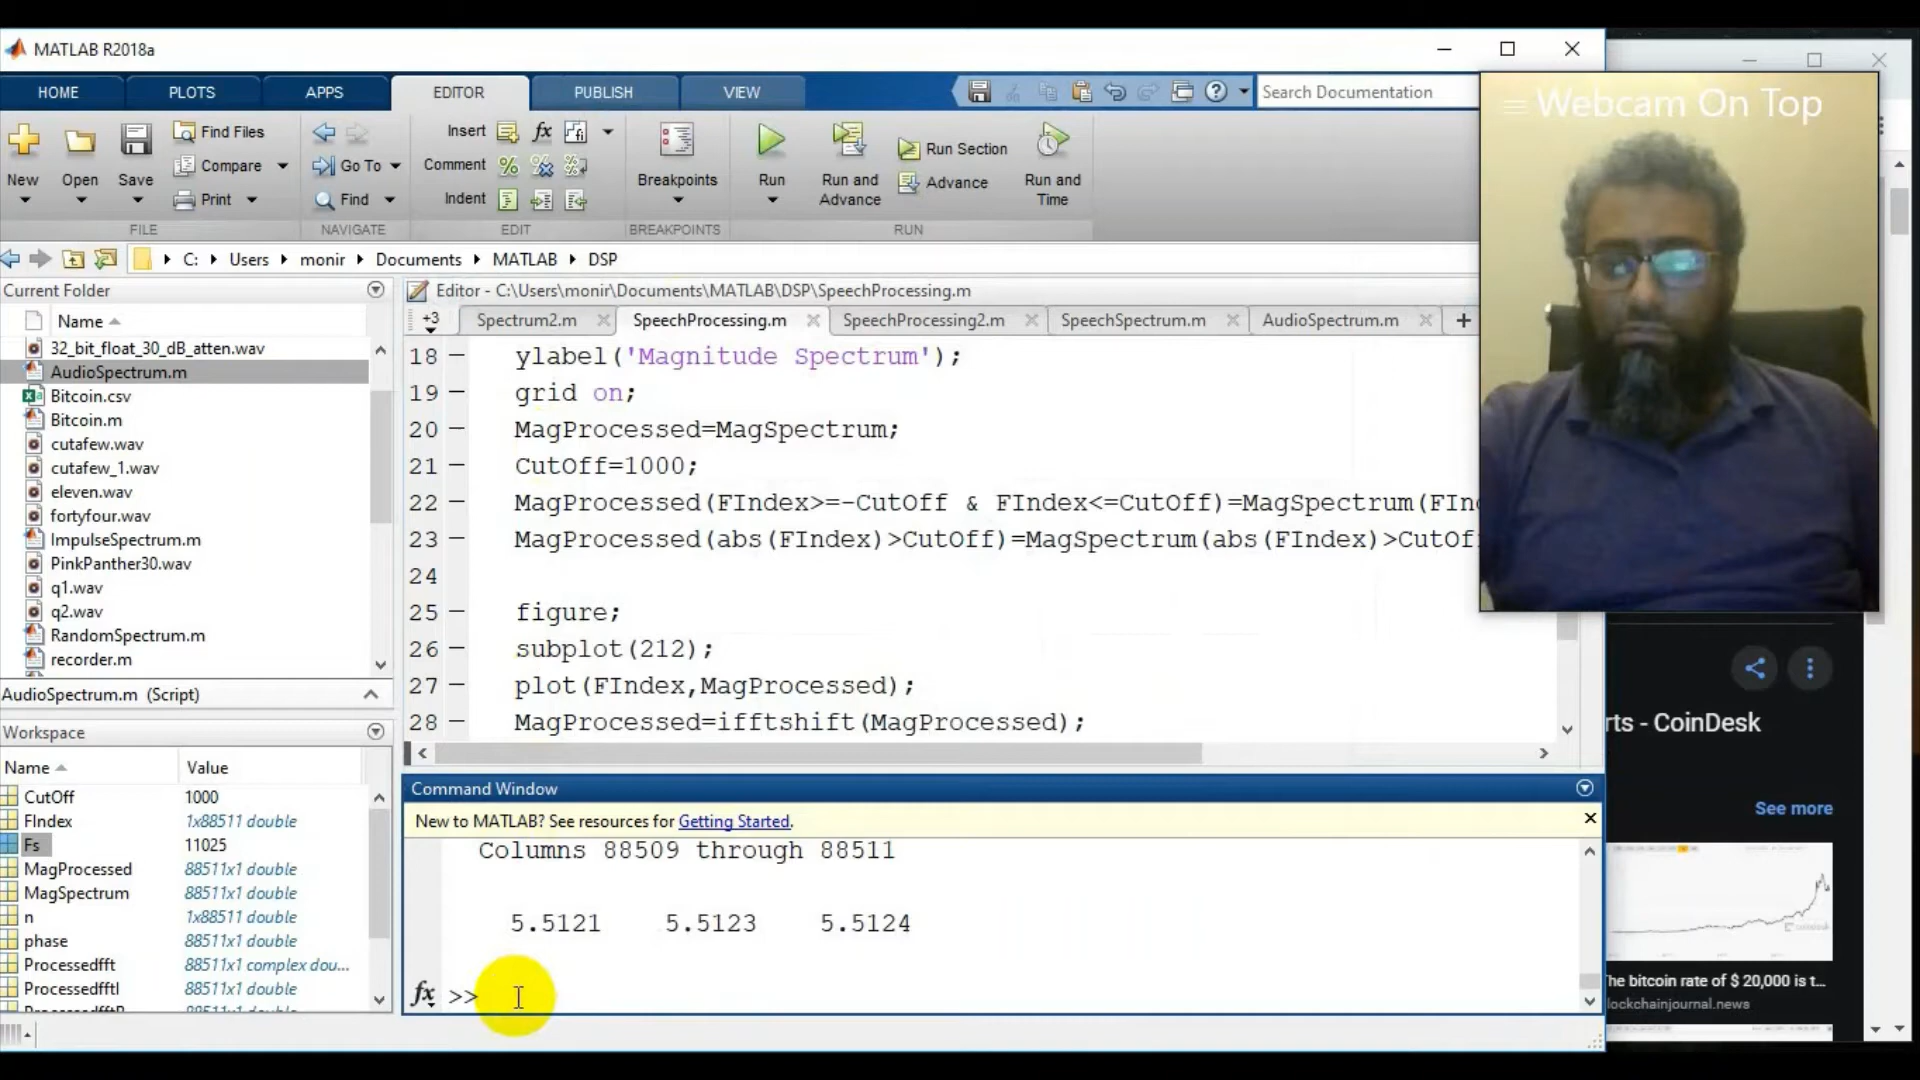 MATLAB R2018a
HOME PLOTS APPS EDITOR PUBLISH VIEW
Search Documentation
Webcam On Top
New Open Save
Find Files
Compare
Print
FILE
Go To
Find
NAVIGATE
Insert
Comment
Indent
EDIT
Breakpoints
BREAKPOINTS
Run
Run and Advance
Run Section
Advance
Run and Time
RUN
C: Users monir Documents MATLAB DSP
Current Folder
Name
32_bit_float_30_dB_atten.wav
AudioSpectrum.m
Bitcoin.csv
Bitcoin.m
cutafew.wav
cutafew_1.wav
eleven.wav
fortyfour.wav
ImpulseSpectrum.m
PinkPanther30.wav
q1.wav
q2.wav
RandomSpectrum.m
recorder.m
AudioSpectrum.m (Script)
Workspace
Name Value
CutOff 1000
FIndex 1x88511 double
Fs 11025
MagProcessed 88511x1 double
MagSpectrum 88511x1 double
n 1x88511 double
phase 88511x1 double
Processedfft 88511x1 complex dou...
ProcessedfftI 88511x1 double
Editor - C:\Users\monir\Documents\MATLAB\DSP\SpeechProcessing.m
+3 Spectrum2.m SpeechProcessing.m SpeechProcessing2.m SpeechSpectrum.m AudioSpectrum.m +
18 — ylabel('Magnitude Spectrum');
19 — grid on;
20 — MagProcessed=MagSpectrum;
21 — CutOff=1000;
22 — MagProcessed(FIndex>=-CutOff & FIndex<=CutOff)=MagSpectrum(FInd
23 — MagProcessed(abs(FIndex)>CutOff)=MagSpectrum(abs(FIndex)>CutOff
24
25 — figure;
26 — subplot(212);
27 — plot(FIndex,MagProcessed);
28 — MagProcessed=ifftshift(MagProcessed);
Command Window
New to MATLAB? See resources for Getting Started.
Columns 88509 through 88511
5.5121 5.5123 5.5124
fx >>
rts - CoinDesk
See more
The bitcoin rate of $ 20,000 is t...
lockchainjournal.news